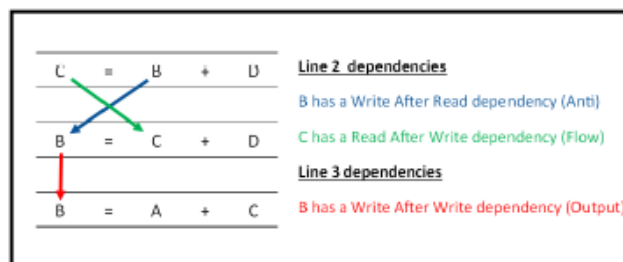 C = B + D
Line 2 dependencies
B has a Write After Read dependency (Anti)
B = C + D
C has a Read After Write dependency (Flow)
Line 3 dependencies
B = A + C
B has a Write After Write dependency (Output)